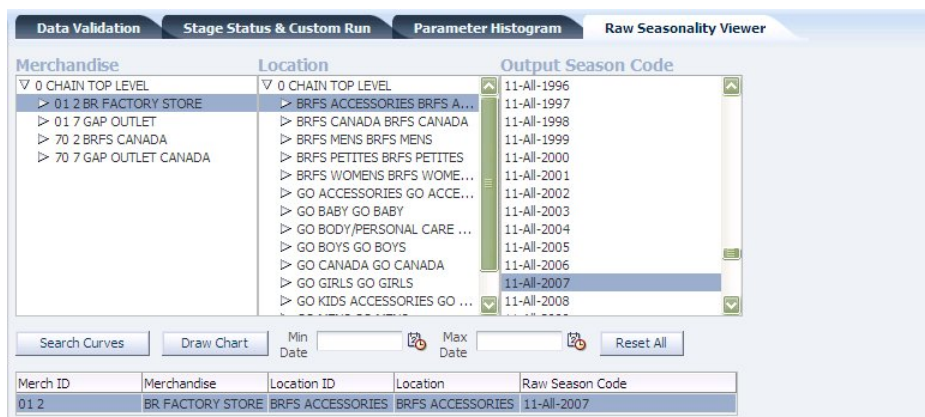 Data Validation Stage Status & Custom Run Parameter Histogram Raw Seasonality Viewer
Merchandise Location Output Season Code
0 CHAIN TOP LEVEL 0 CHAIN TOP LEVEL 11-All-1996
01 2 BR FACTORY STORE BRFS ACCESSORIES BRFS A... 11-All-1997
01 7 GAP OUTLET BRFS CANADA BRFS CANADA 11-All-1998
70 2 BRFS CANADA BRFS MENS BRFS MENS 11-All-1999
70 7 GAP OUTLET CANADA BRFS PETITES BRFS PETITES 11-All-2000
BRFS WOMENS BRFS WOME... 11-All-2001
GO ACCESSORIES GO ACCE... 11-All-2002
GO BABY GO BABY 11-All-2003
GO BODY/PERSONAL CARE ... 11-All-2004
GO BOYS GO BOYS 11-All-2005
GO CANADA GO CANADA 11-All-2006
GO GIRLS GO GIRLS 11-All-2007
GO KIDS ACCESSORIES GO ... 11-All-2008
Search Curves Draw Chart Min Date Max Date Reset All
Merch ID Merchandise Location ID Location Raw Season Code
01 2 BR FACTORY STORE BRFS ACCESSORIES BRFS ACCESSORIES 11-All-2007